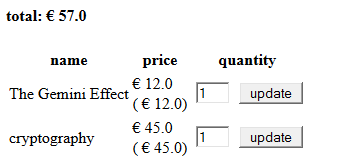 total: € 57.0
name price quantity
The Gemini Effect € 12.0 ( € 12.0) 1 update
cryptography € 45.0 ( € 45.0) 1 update